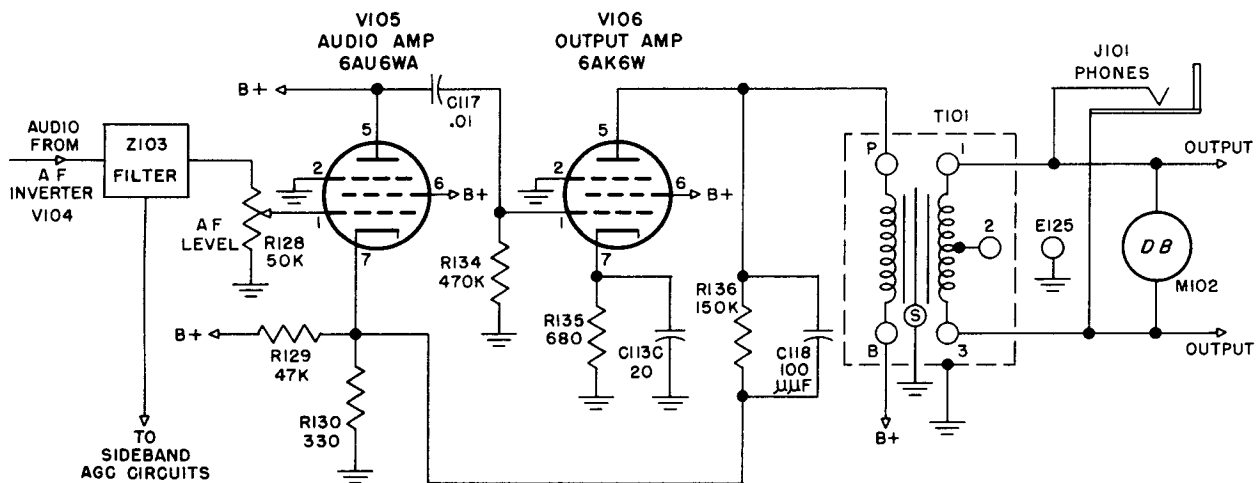 V105
AUDIO AMP
6AU6WA
V106
OUTPUT AMP
6AK6W
J101
PHONES
B+
C117
.01
T101
AUDIO
FROM
AF
INVERTER
V104
Z103
FILTER
5
2
6
B+
1
7
5
2
6
B+
1
7
P
1
OUTPUT
AF
LEVEL
R128
50K
R134
470K
2
E125
DB
M102
R136
150K
S
B+
R129
47K
R135
680
C113C
20
C118
100
µµF
B
3
OUTPUT
R130
330
B+
TO
SIDEBAND
AGC CIRCUITS